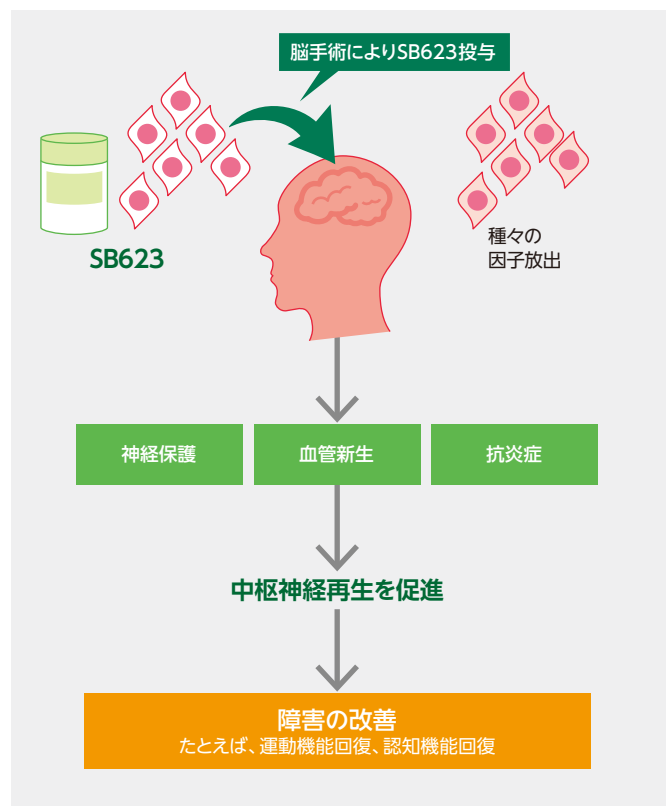 脳手術によりSB623投与
SB623
種々の
因子放出
神経保護
血管新生
抗炎症
中枢神経再生を促進
障害の改善
たとえば、運動機能回復、認知機能回復